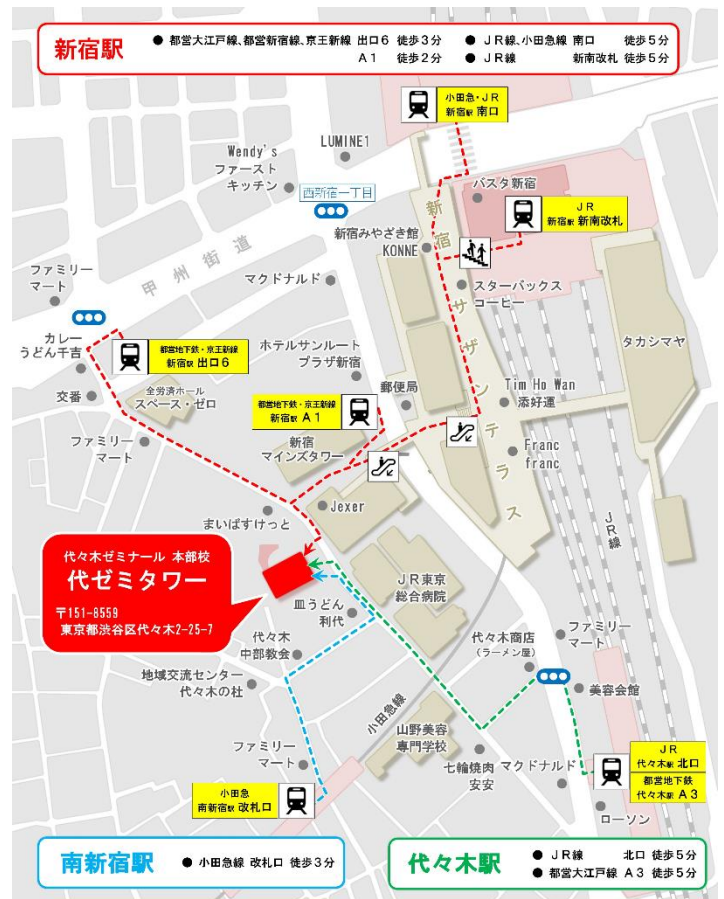 新宿駅
● 都営大江戸線、都営新宿線、京王新線 出口6 徒歩3分
A1 徒歩2分
● JR線、小田急線 南口 徒歩5分
● JR線 新南改札 徒歩5分
小田急・JR
新宿駅 南口
LUMINE1
Wendy's
ファースト
キッチン
西新宿一丁目
バスタ新宿
JR
新宿駅 新南改札
新宿みやざき館
KONNE
新宿サザンテラス
甲州街道
ファミリー
マート
マクドナルド
スターバックス
コーヒー
タカシマヤ
カレー
うどん千吉
都営地下鉄・京王新線
新宿駅 出口6
ホテルサンルート
プラザ新宿
郵便局
交番
全労済ホール
スペース・ゼロ
都営地下鉄・京王新線
新宿駅 A1
Tim Ho Wan
添好運
ファミリー
マート
新宿
マインズタワー
Franc
franc
JR線
Jexer
まいばすけっと
代々木ゼミナール 本部校
代ゼミタワー
〒151-8559
東京都渋谷区代々木2-25-7
JR東京
総合病院
皿うどん
利代
代々木
中部教会
代々木商店
(ラーメン屋)
ファミリー
マート
地域交流センター
代々木の杜
美容会館
小田急線
山野美容
専門学校
ファミリー
マート
七輪焼肉
安安
マクドナルド
JR
代々木駅 北口
都営地下鉄
代々木駅 A3
小田急
南新宿駅 改札口
ローソン
南新宿駅
● 小田急線 改札口 徒歩3分
代々木駅
● JR線 北口 徒歩5分
● 都営大江戸線 A3 徒歩5分